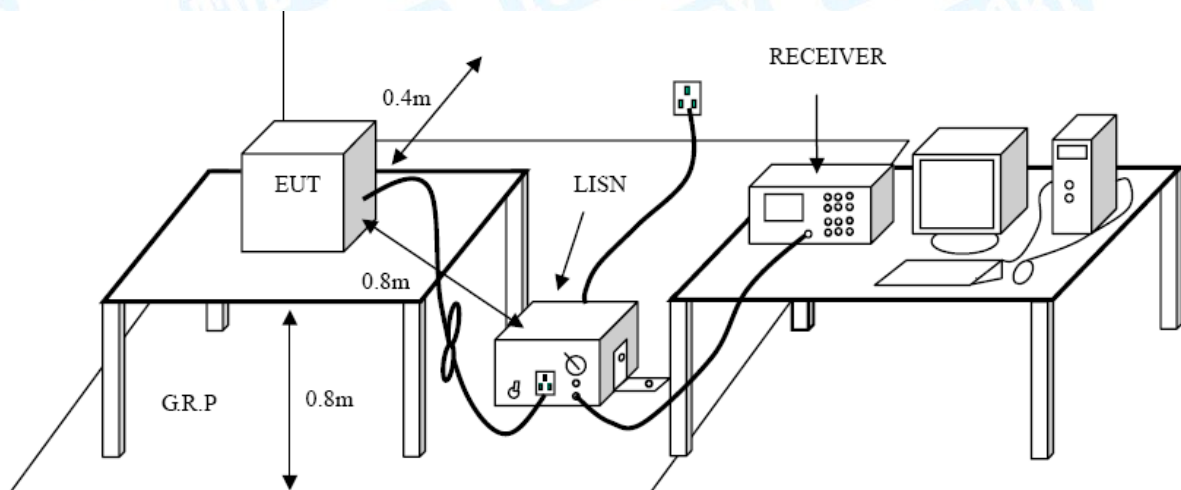 RECEIVER
0.4m
EUT
LISN
0.8m
G.R.P
0.8m